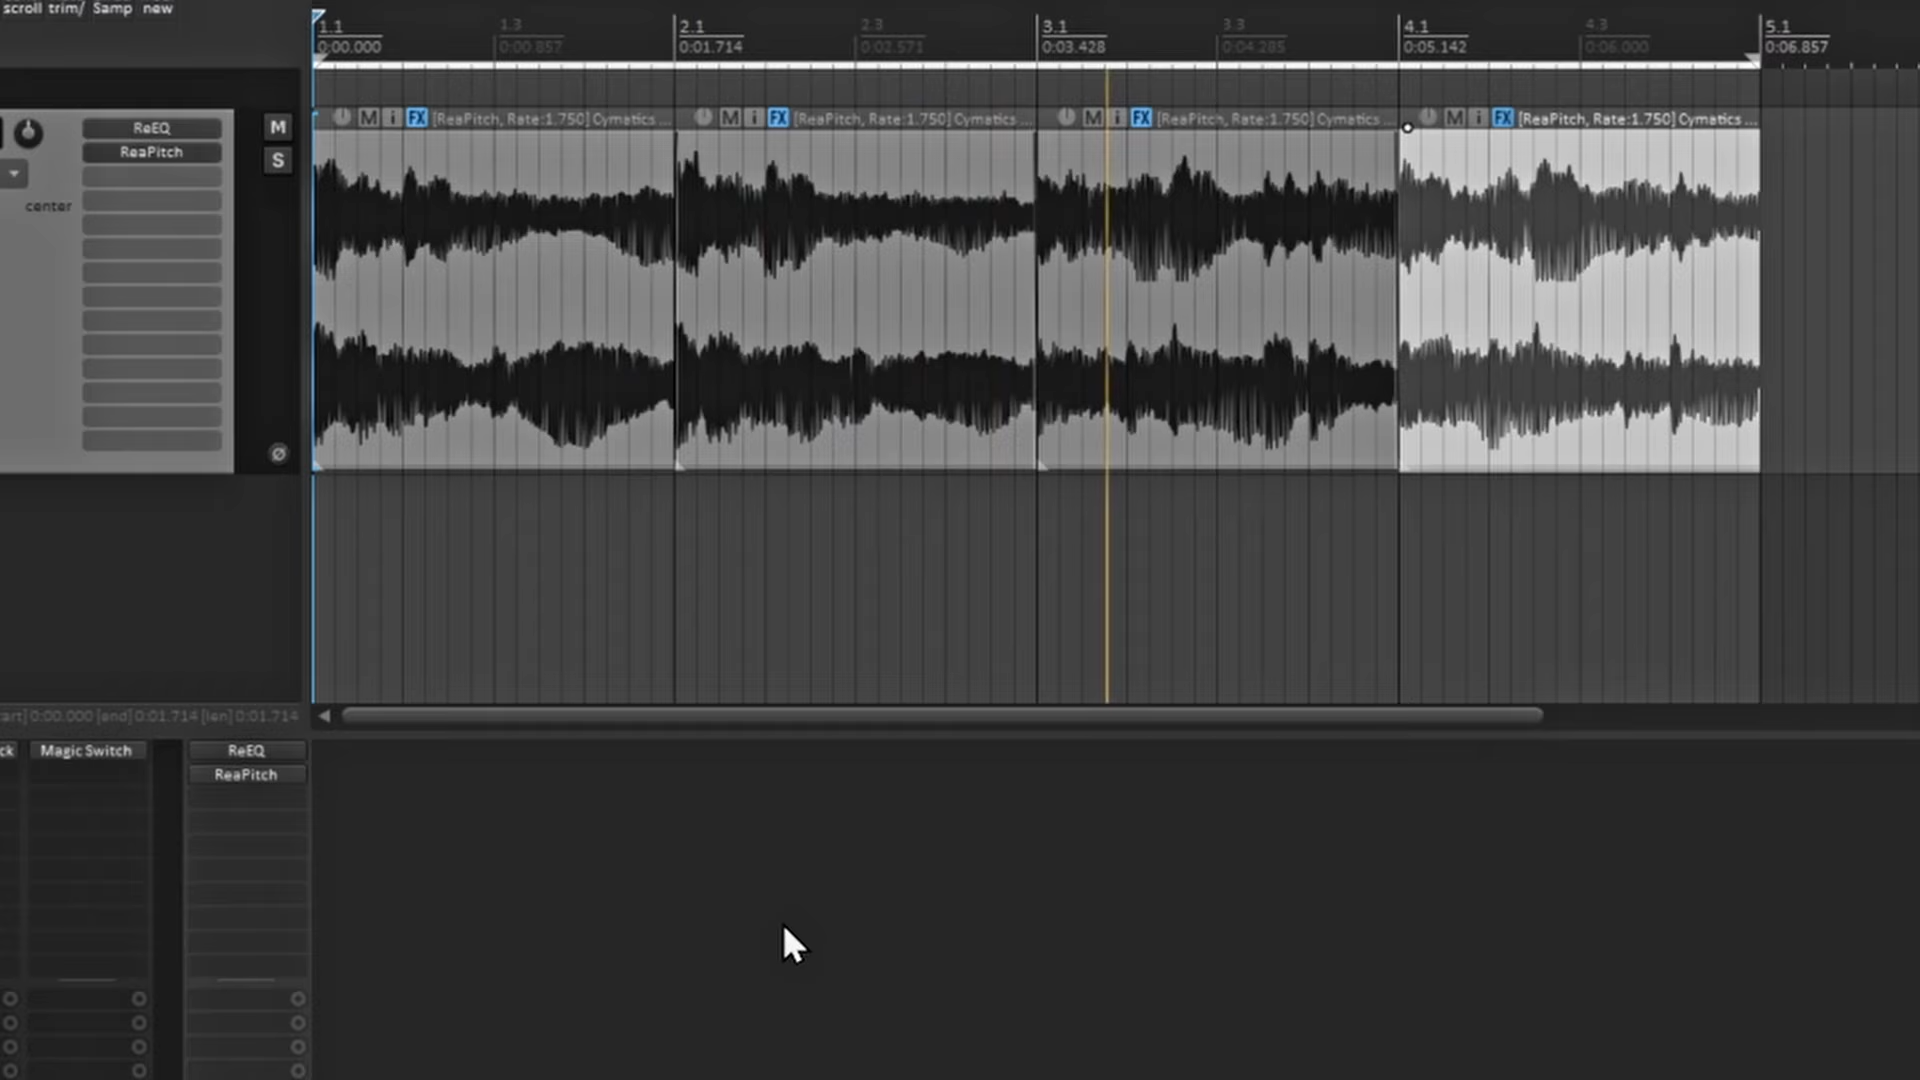 scroll trim/ Samp new
1.1 1.3 2.1 2.3 3.1 3.3 4.1 4.3 5.1
0:00.000 0:00.857 0:01.714 0:02.571 0:03.428 0:04.285 0:05.142 0:06.000 0:06.857
M i FX [ReaPitch, Rate:1.750] Cymatics ... M i FX [ReaPitch, Rate:1.750] Cymatics ... M i FX [ReaPitch, Rate:1.750] Cymatics ... M i FX [ReaPitch, Rate:1.750] Cymatics ...
ReEQ M
ReaPitch S
center
art] 0:00.000 [end] 0:01.714 [len] 0:01.714
ck Magic Switch ReEQ
ReaPitch